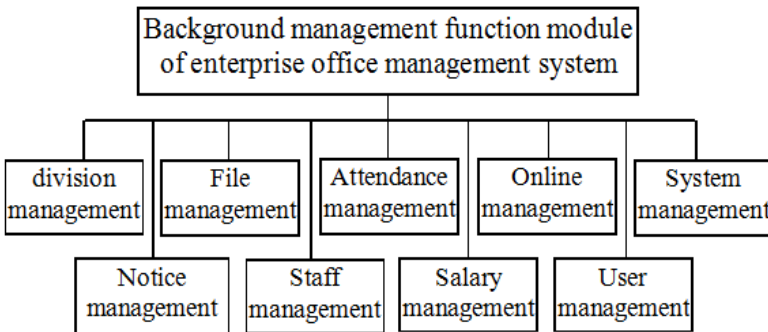 Background management function module
of enterprise office management system
division
management
File
management
Attendance
management
Online
management
System
management
Notice
management
Staff
management
Salary
management
User
management